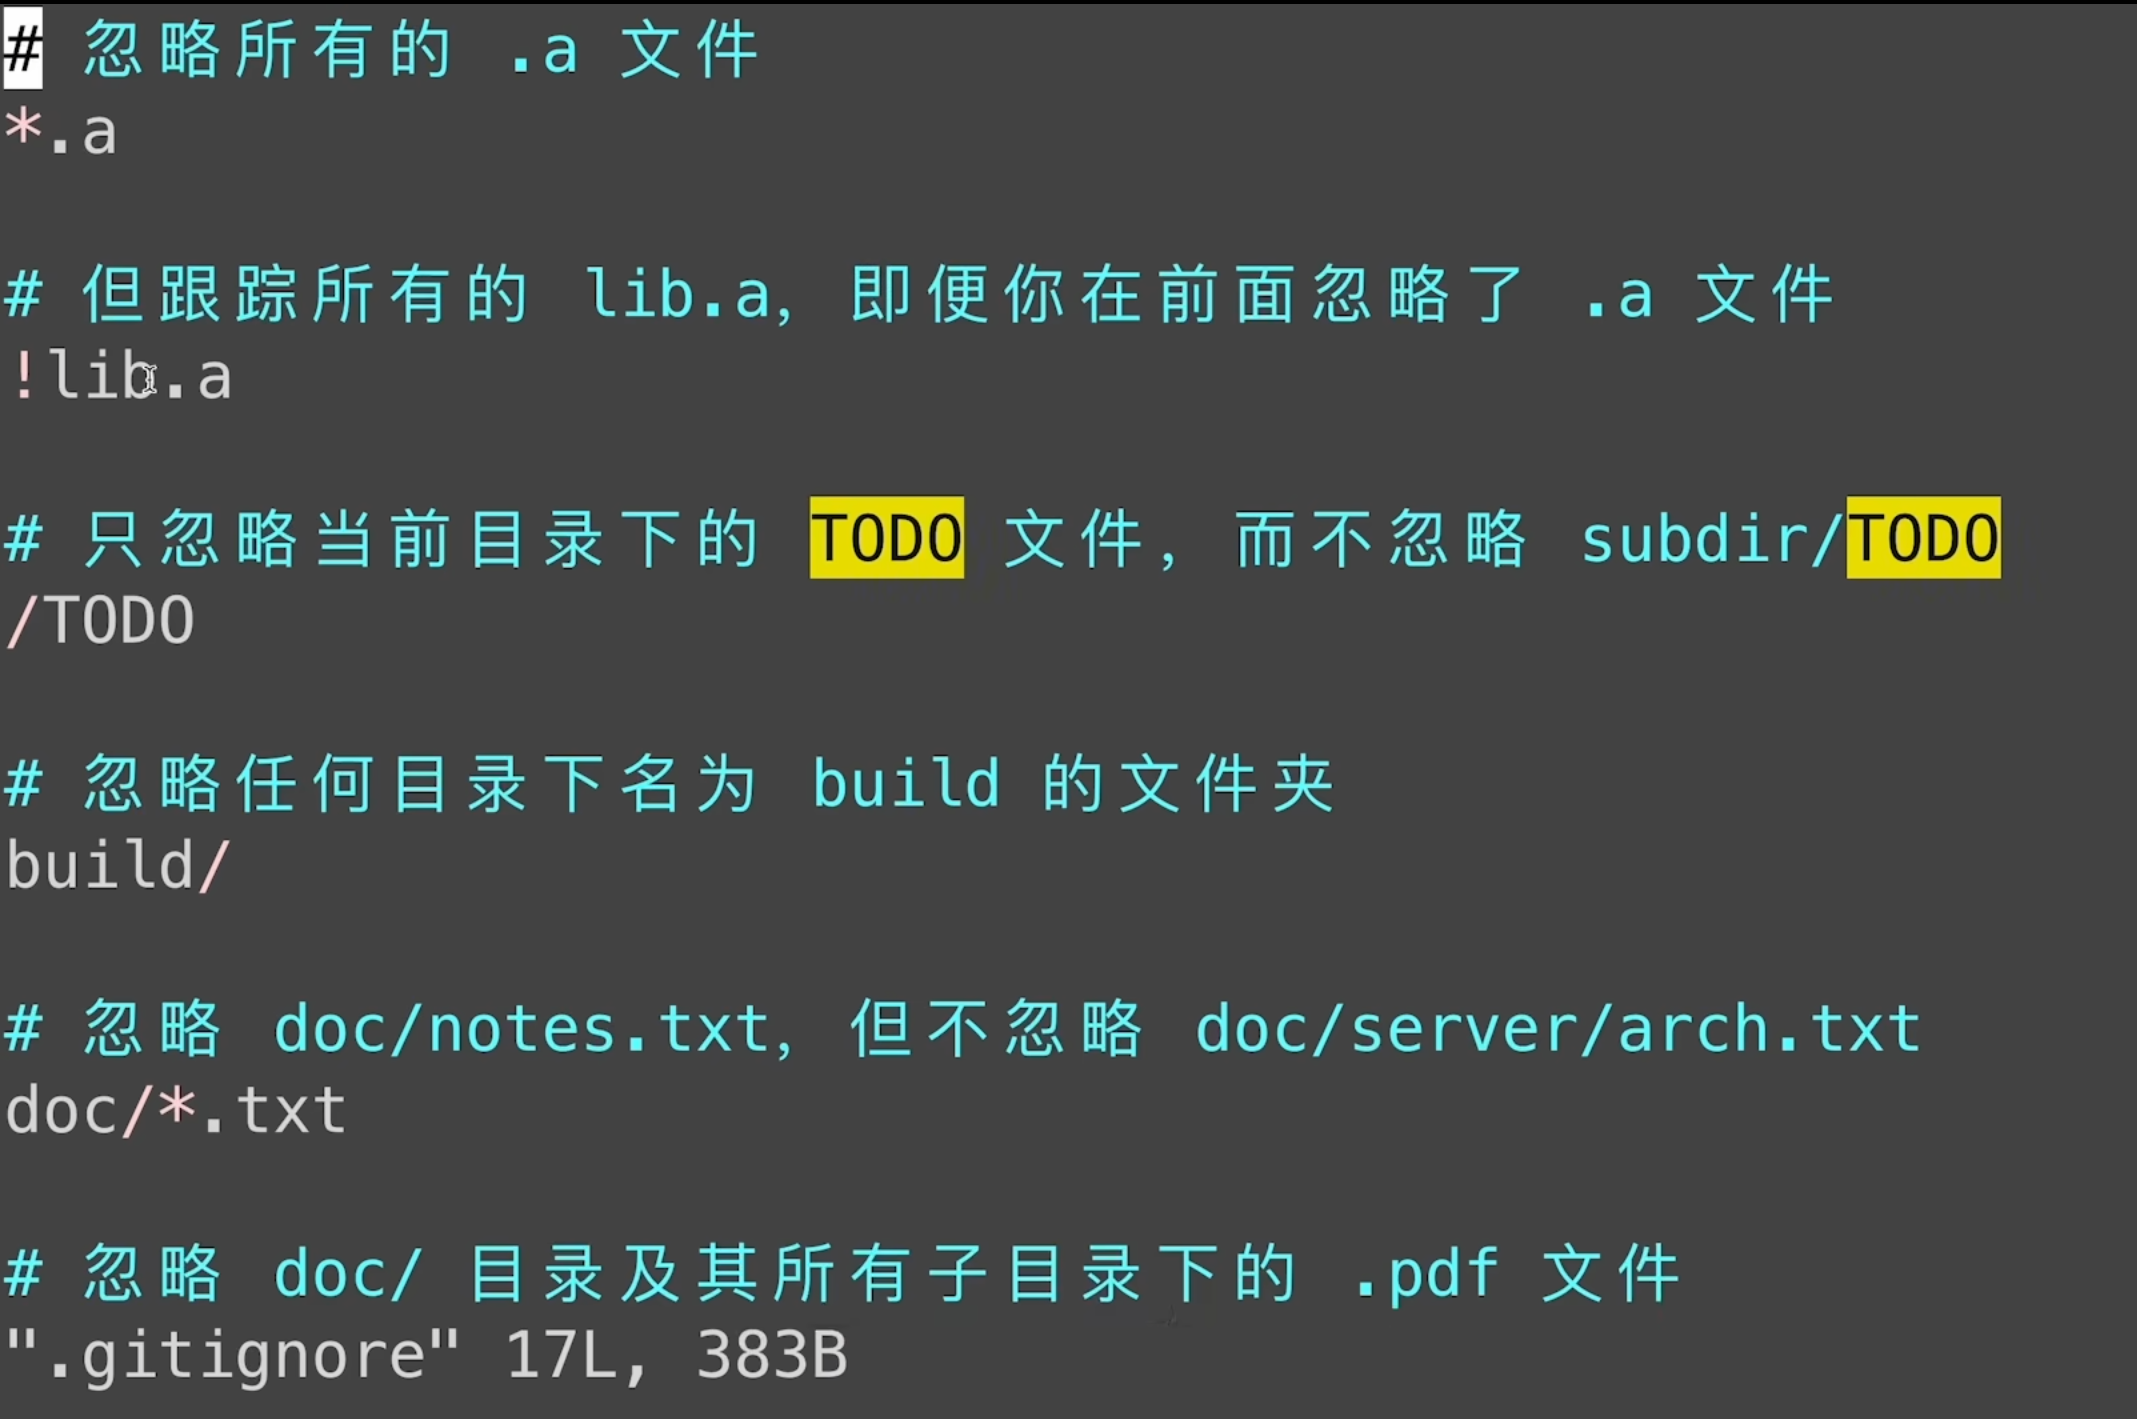 # 忽略所有的 .a 文件
*.a
# 但跟踪所有的 lib.a，即便你在前面忽略了 .a 文件
!lib.a
# 只忽略当前目录下的 TODO 文件，而不忽略 subdir/TODO
/TODO
# 忽略任何目录下名为 build 的文件夹
build/
# 忽略 doc/notes.txt，但不忽略 doc/server/arch.txt
doc/*.txt
# 忽略 doc/ 目录及其所有子目录下的 .pdf 文件
".gitignore" 17L, 383B